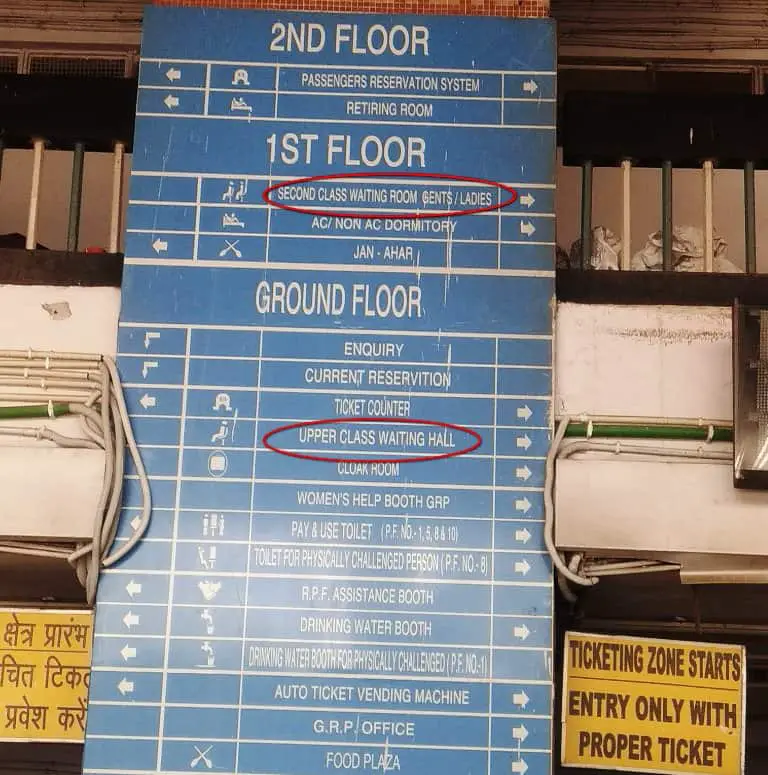 2ND FLOOR
PASSENGERS RESERVATION SYSTEM
RETIRING ROOM
1ST FLOOR
SECOND CLASS WAITING ROOM GENTS / LADIES
AC/ NON AC DORMITORY
JAN - AHAR
GROUND FLOOR
ENQUIRY
CURRENT RESERVITION
TICKET COUNTER
UPPER CLASS WAITING HALL
CLOAK ROOM
WOMEN'S HELP BOOTH GRP
PAY & USE TOILET ( P.F. NO.- 1, 5, 8 & 10)
TOILET FOR PHYSICALLY CHALLENGED PERSON ( P.F. NO.- 8)
R.P.F. ASSISTANCE BOOTH
DRINKING WATER BOOTH
DRINKING WATER BOOTH FOR PHYSICALLY CHALLENGED ( P.F. NO.-1)
AUTO TICKET VENDING MACHINE
G.R.P. OFFICE
FOOD PLAZA
क्षेत्र प्रारंभ
चित टिकट
प्रवेश करें
TICKETING ZONE STARTS
ENTRY ONLY WITH
PROPER TICKET